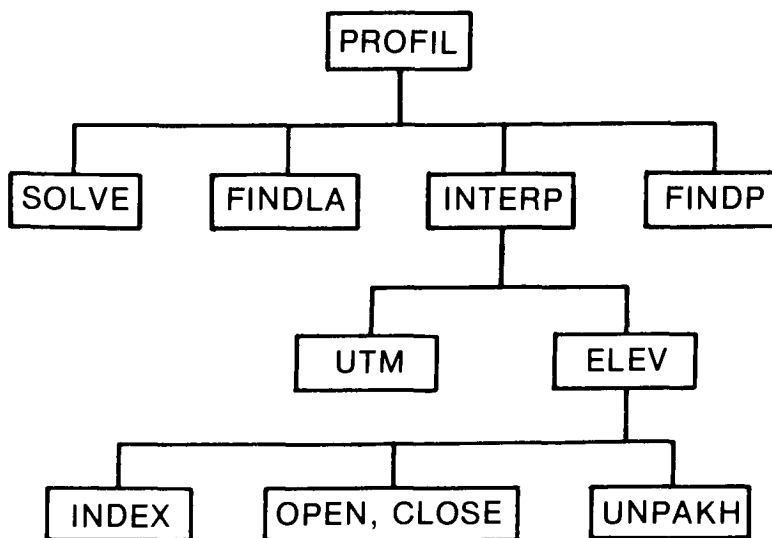 PROFIL
SOLVE
FINDLA
INTERP
FINDP
UTM
ELEV
INDEX
OPEN, CLOSE
UNPAKH